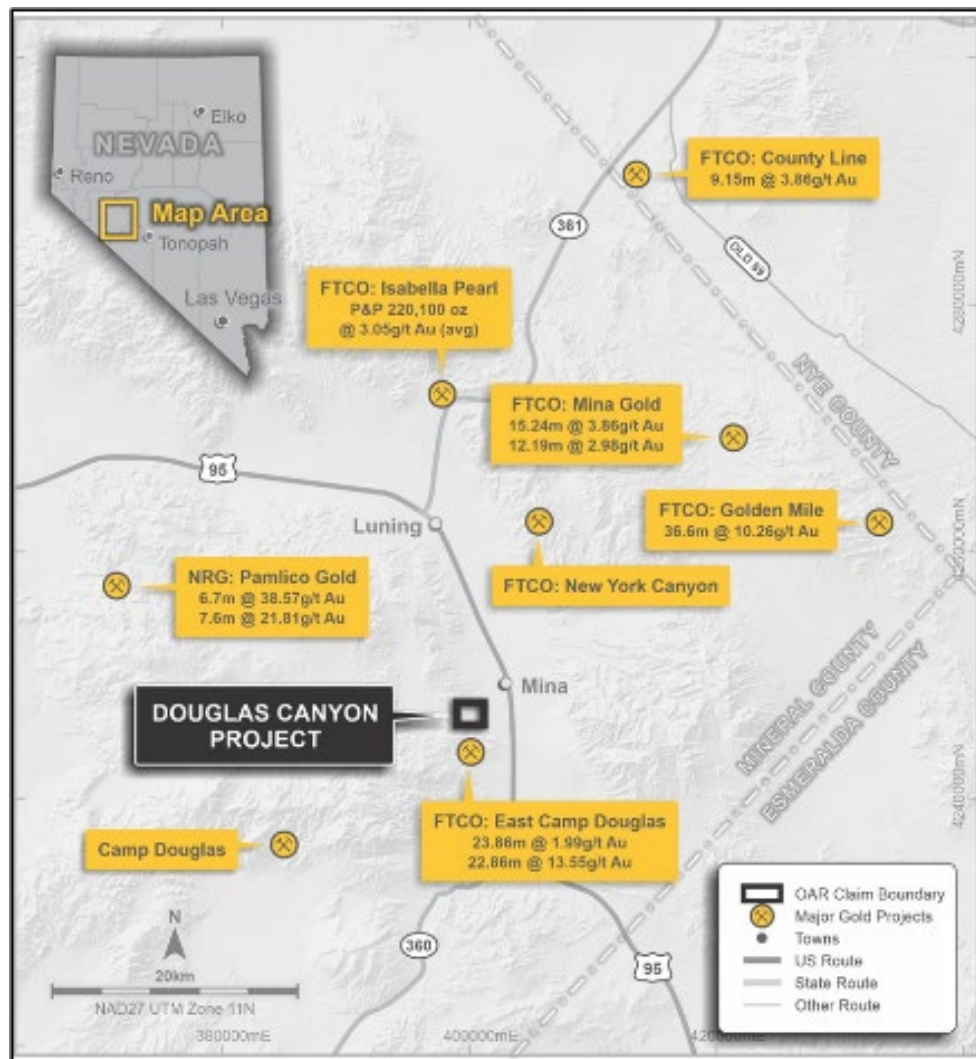 Elko
NEVADA
Reno
Map Area
Tonopah
Las Vegas
FTCO: County Line
9.15m @ 3.86g/t Au
361
OLD 89
4280000mN
FTCO: Isabella Pearl
P&P 220,100 oz
@ 3.05g/t Au (avg)
NYE COUNTY
FTCO: Mina Gold
15.24m @ 3.86g/t Au
12.19m @ 2.98g/t Au
95
Luning
FTCO: Golden Mile
36.6m @ 10.26g/t Au
4260000mN
FTCO: New York Canyon
NRG: Pamlico Gold
6.7m @ 38.57g/t Au
7.6m @ 21.81g/t Au
MINERAL COUNTY
ESMERALDA COUNTY
Mina
DOUGLAS CANYON
PROJECT
4240000mN
FTCO: East Camp Douglas
23.86m @ 1.99g/t Au
22.86m @ 13.55g/t Au
Camp Douglas
N
20km
NAD27 UTM Zone 11N
360
95
380000mE
400000mE
420000mE
OAR Claim Boundary
Major Gold Projects
Towns
US Route
State Route
Other Route